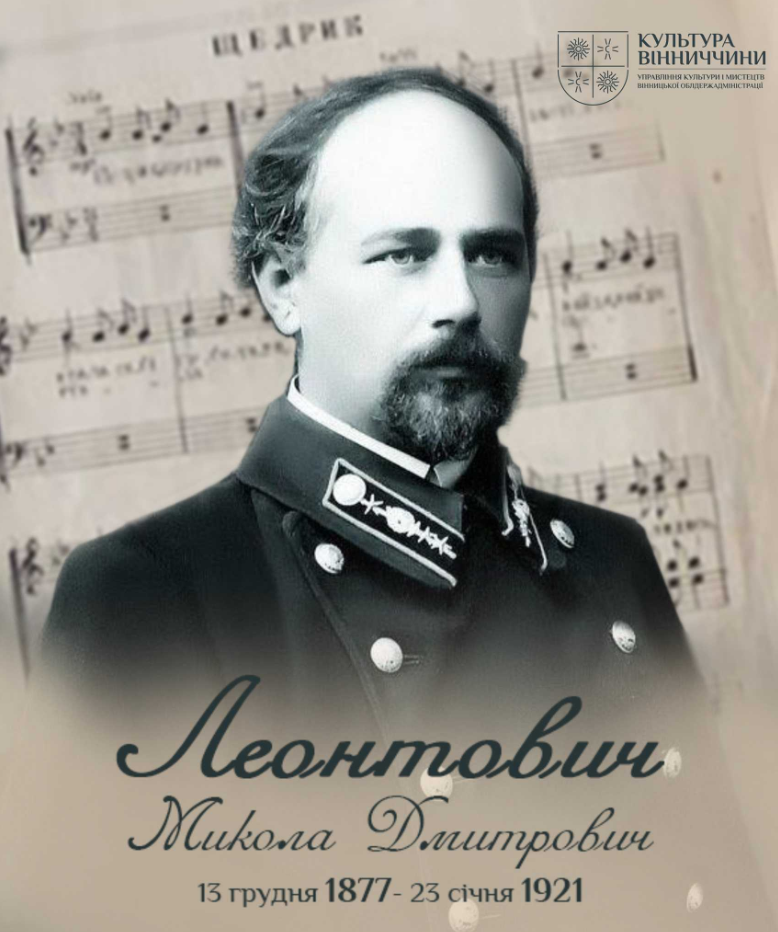 ЩЕДРИК
КУЛЬТУРА
ВІННИЧЧИНИ
УПРАВЛІННЯ КУЛЬТУРИ І МИСТЕЦТВ
ВІННИЦЬКОЇ ОБЛДЕРЖАДМІНІСТРАЦІЇ
Леонтович
Микола Дмитрович
13 грудня 1877- 23 січня 1921